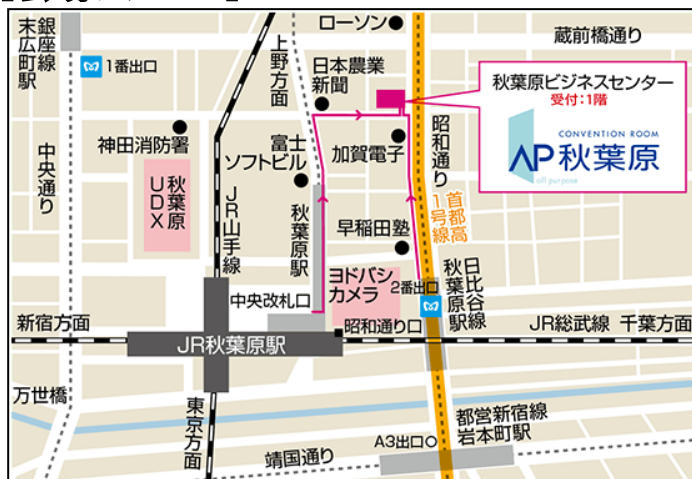 ローソン
蔵前橋通り
銀座線
末広町駅
1番出口
上野方面
日本農業
新聞
秋葉原ビジネスセンター
受付:1階
CONVENTION ROOM
AP秋葉原
all purpose
神田消防署
富士
ソフトビル
加賀電子
昭和通り
中央通り
秋葉原
UDX
JR山手線
秋葉原駅
早稲田塾
首都高
1号線
ヨドバシ
カメラ
2番出口
日比谷線
秋葉原駅
中央改札口
昭和通り口
新宿方面
JR秋葉原駅
JR総武線 千葉方面
万世橋
東京方面
靖国通り
A3出口
都営新宿線
岩本町駅